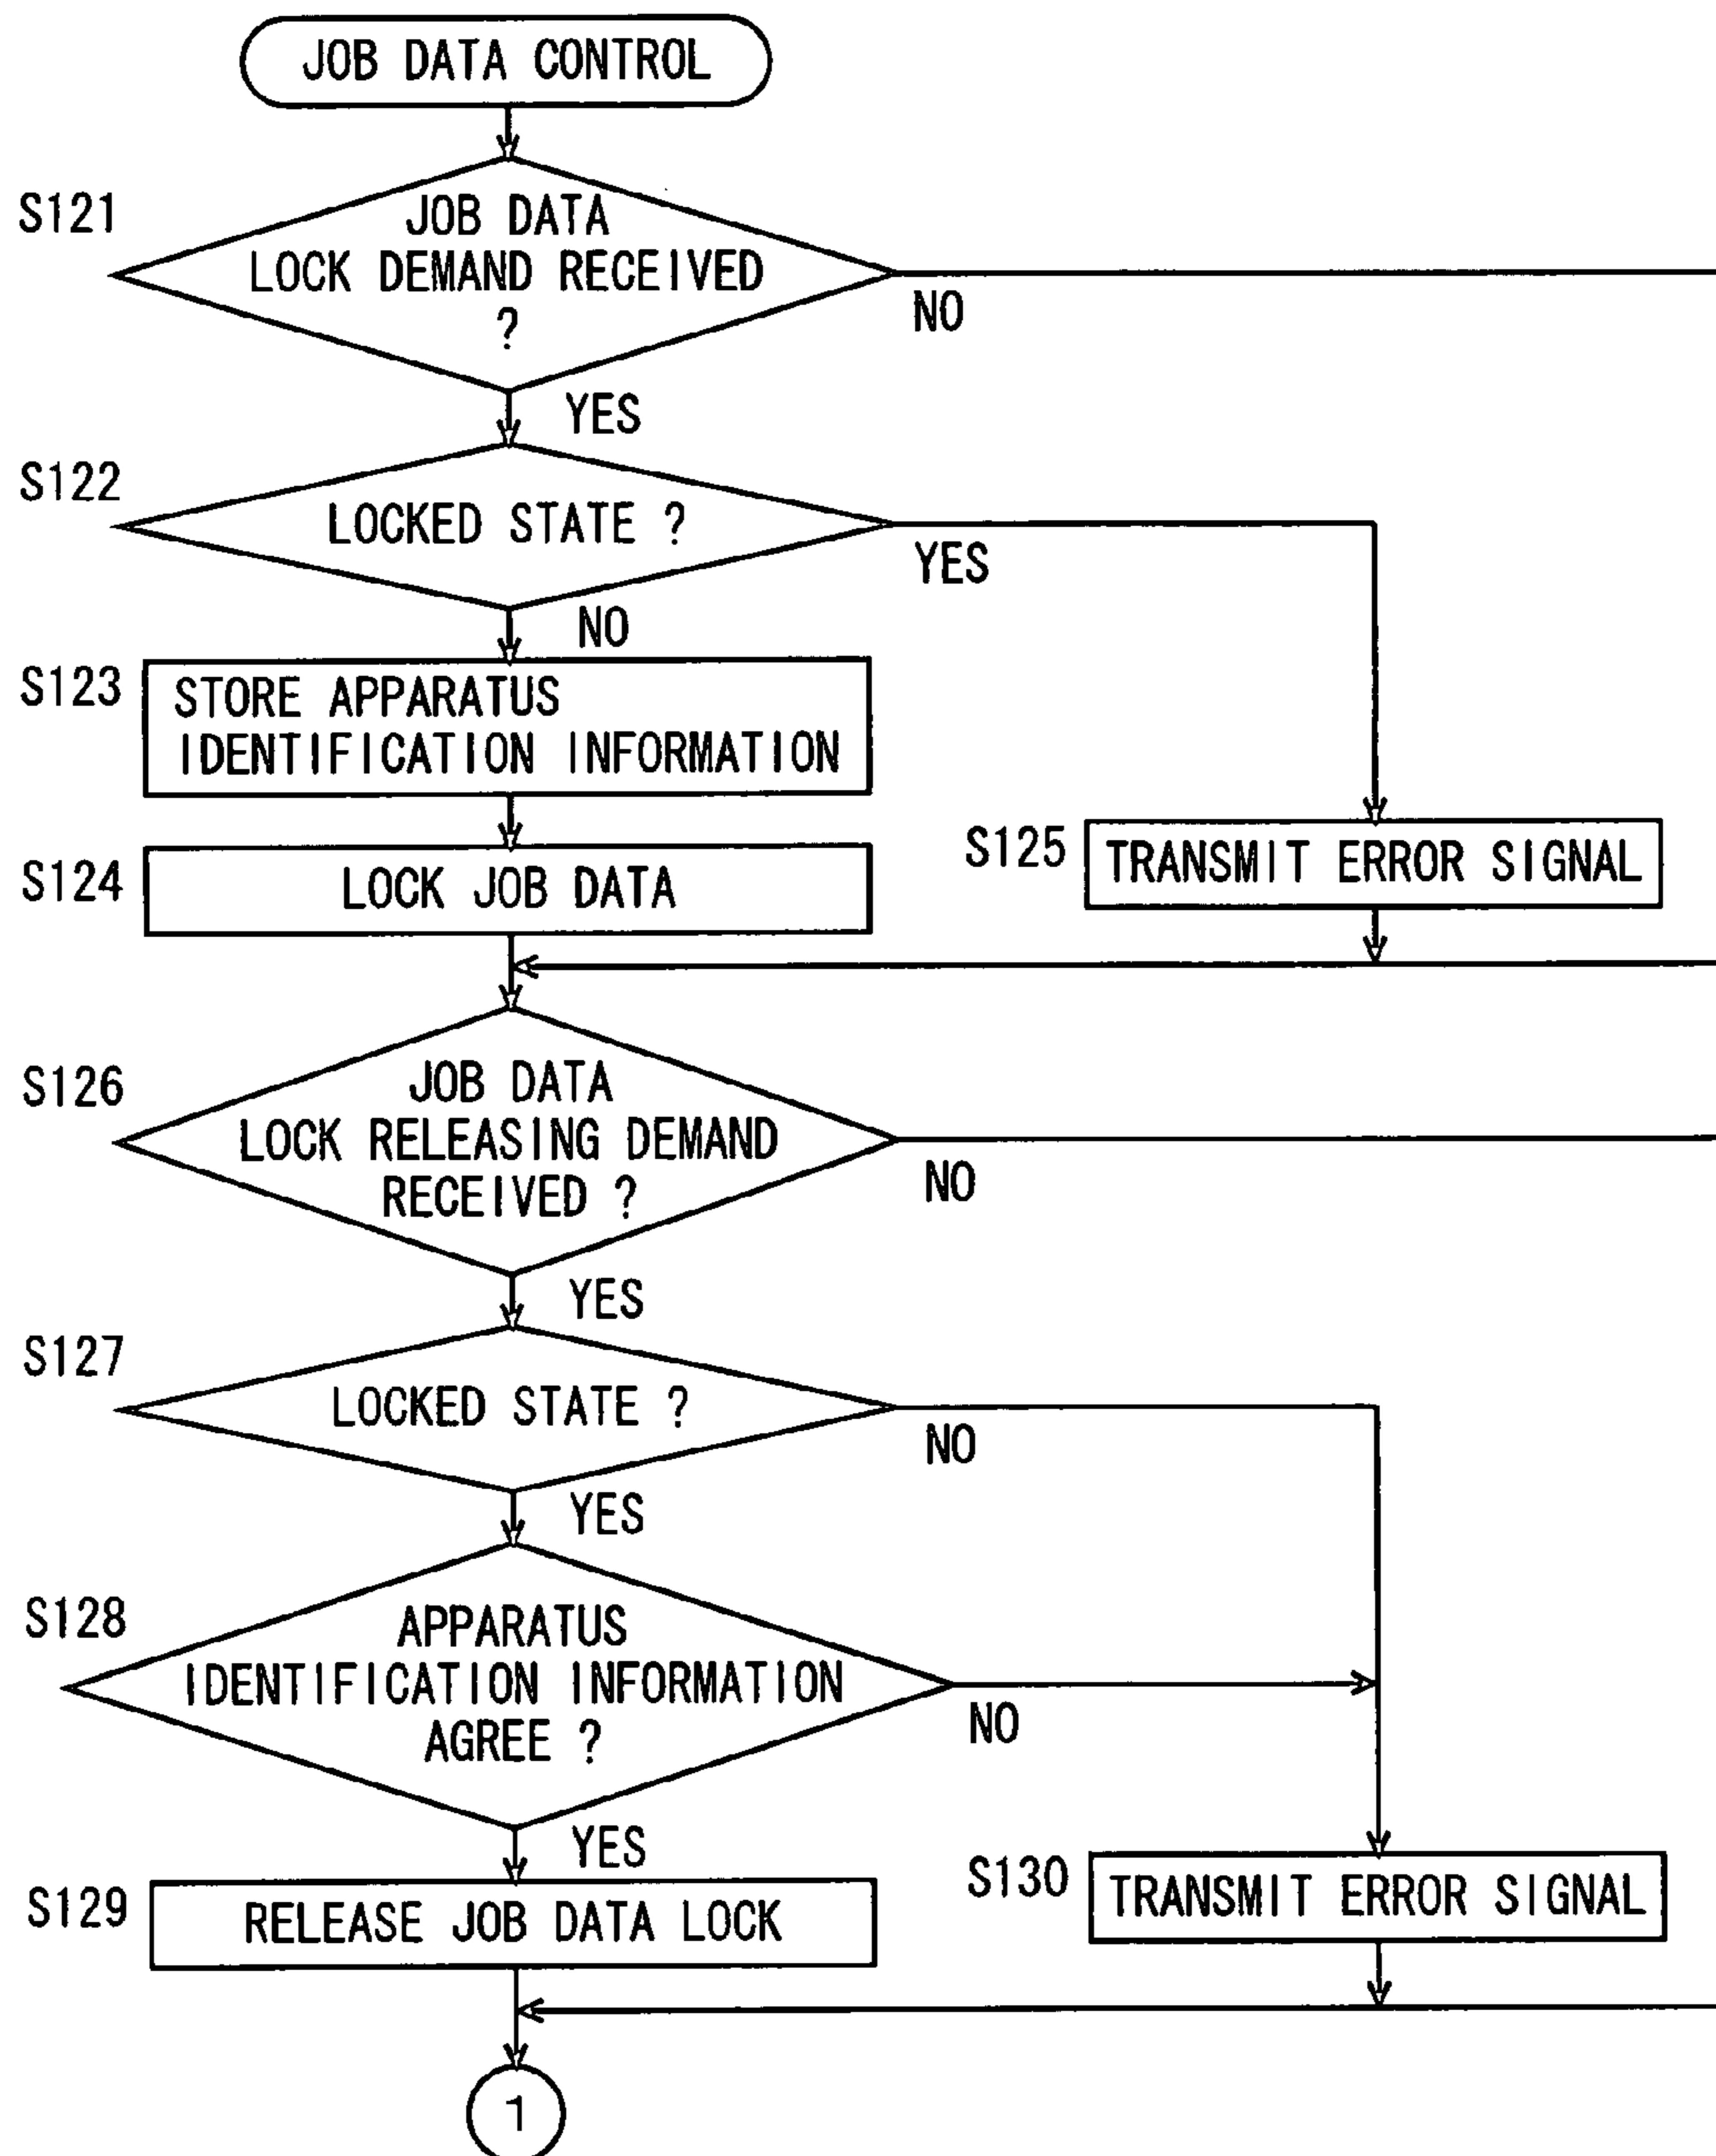 JOB DATA CONTROL
S121
JOB DATA
LOCK DEMAND RECEIVED
?
NO
YES
S122
LOCKED STATE ?
YES
NO
S123
STORE APPARATUS
IDENTIFICATION INFORMATION
S124
LOCK JOB DATA
S125
TRANSMIT ERROR SIGNAL
S126
JOB DATA
LOCK RELEASING DEMAND
RECEIVED ?
NO
YES
S127
LOCKED STATE ?
NO
YES
S128
APPARATUS
IDENTIFICATION INFORMATION
AGREE ?
NO
YES
S129
RELEASE JOB DATA LOCK
S130
TRANSMIT ERROR SIGNAL
1